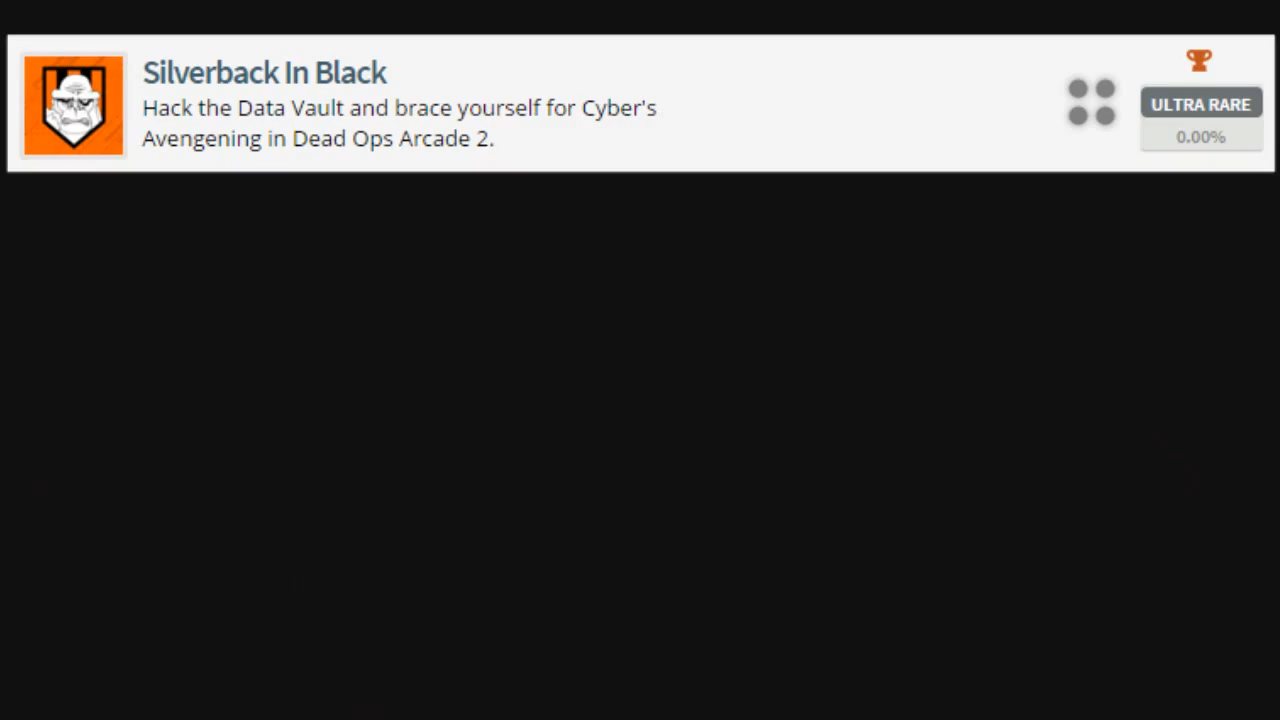 Silverback In Black
Hack the Data Vault and brace yourself for Cyber's
Avengening in Dead Ops Arcade 2.
ULTRA RARE
0.00%